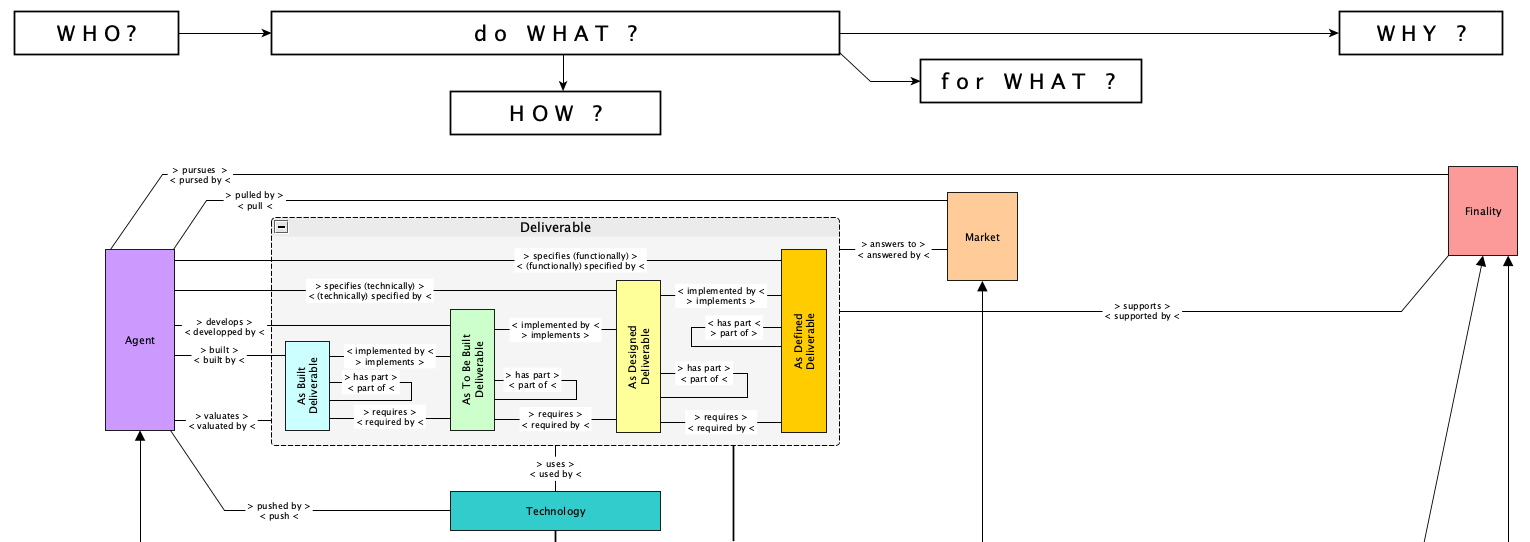 WHO?
do WHAT ?
WHY ?
for WHAT ?
HOW ?
> pursues >
< pursed by <
> pulled by >
< pull <
Finality
Market
Deliverable
> answers to >
< answered by <
> specifies (functionally) >
< (functionally) specified by <
> specifies (technically) >
< (technically) specified by <
< implemented by <
> implements >
> supports >
< supported by <
> develops >
< developped by <
< implemented by <
> implements >
< has part <
> part of >
Agent
> built >
< built by <
< implemented by <
> implements >
As Built
Deliverable
As To Be Built
Deliverable
As Designed
Deliverable
As Defined
Deliverable
> has part >
< part of <
> has part >
< part of <
> has part >
< part of <
> valuates >
< valuated by <
> requires >
< required by <
> requires >
< required by <
> requires >
< required by <
> uses >
< used by <
> pushed by >
< push <
Technology